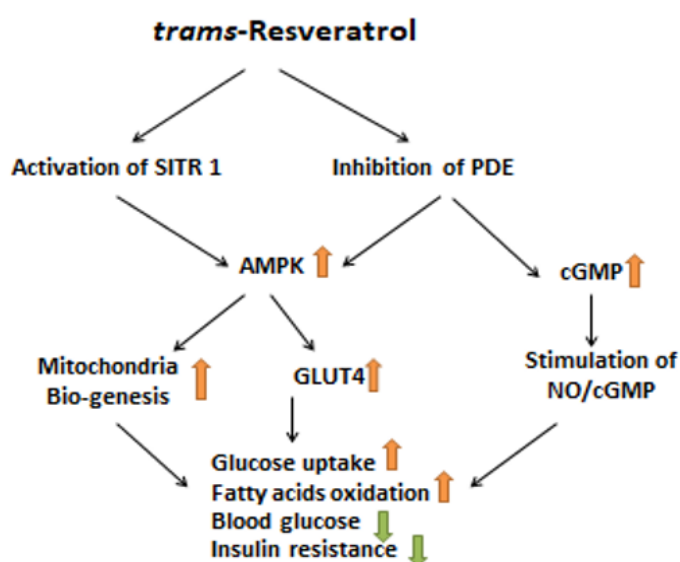 trams-Resveratrol
Activation of SITR 1
Inhibition of PDE
AMPK
cGMP
Mitochondria
Bio-genesis
GLUT4
Stimulation of
NO/cGMP
Glucose uptake
Fatty acids oxidation
Blood glucose
Insulin resistance